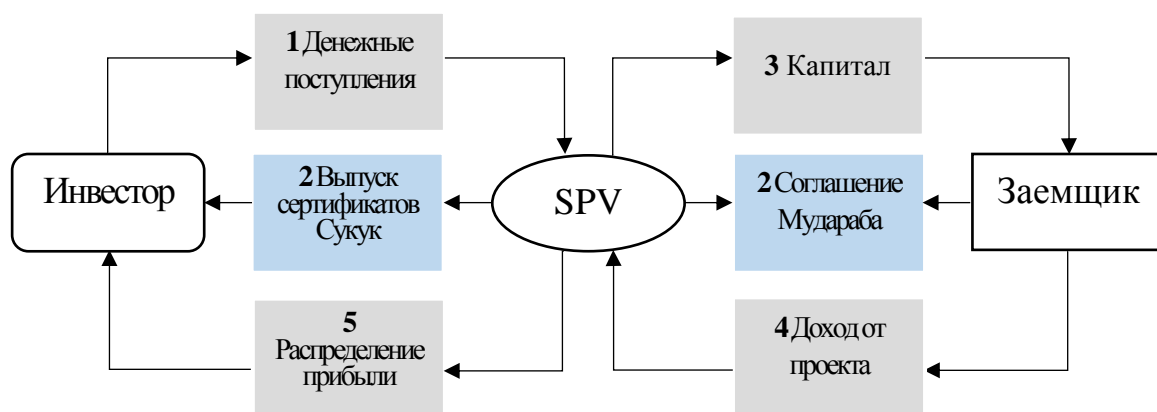 1 Денежные
поступления
3 Капитал
Инвестор
2 Выпуск
сертификатов
Сукук
SPV
2 Соглашение
Мудараба
Заемщик
5
Распределение
прибыли
4 Доход от
проекта